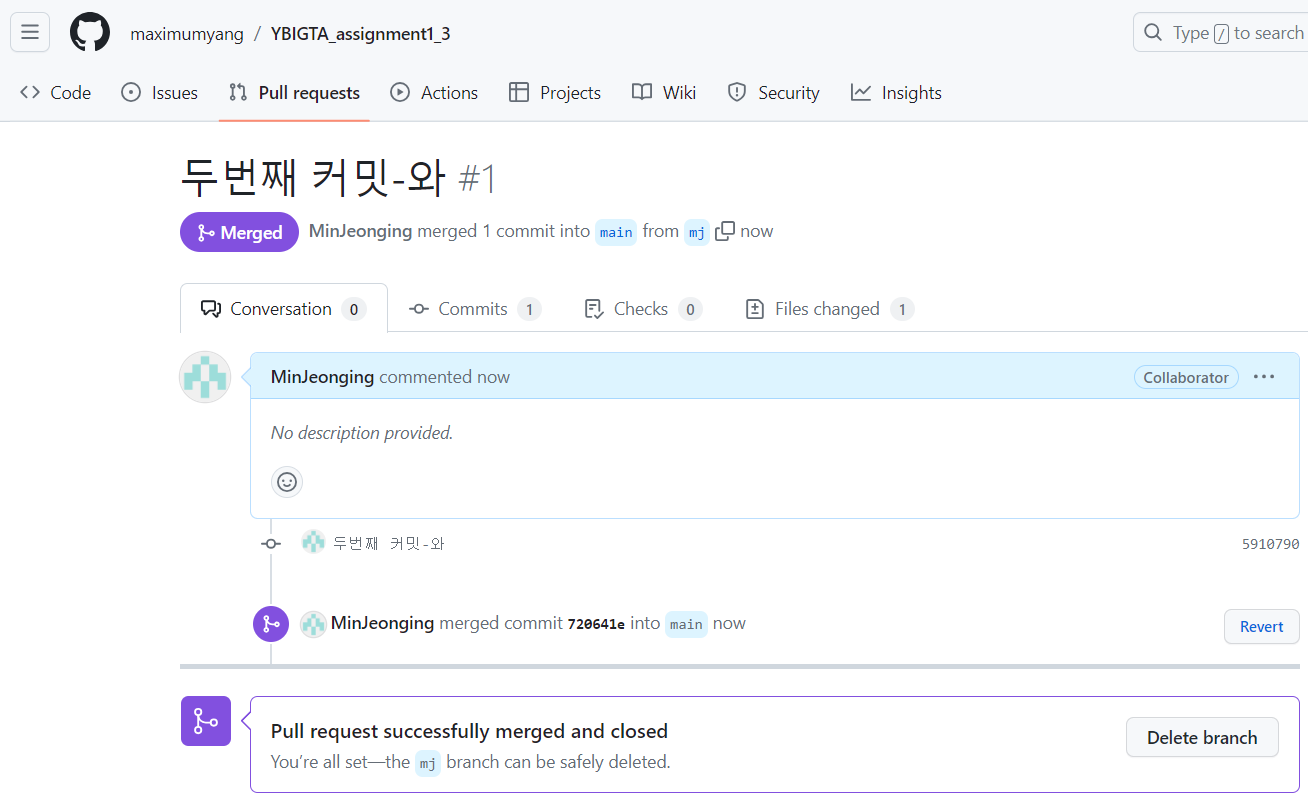 maximumyang / YBIGTA_assignment1_3
Type / to search
Code Issues Pull requests Actions Projects Wiki Security Insights
두번째 커밋-와 #1
Merged MinJeonging merged 1 commit into main from mj now
Conversation 0 Commits 1 Checks 0 Files changed 1
MinJeonging commented now Collaborator
No description provided.
두번째 커밋-와 5910790
MinJeonging merged commit 720641e into main now Revert
Pull request successfully merged and closed
You're all set—the mj branch can be safely deleted.
Delete branch